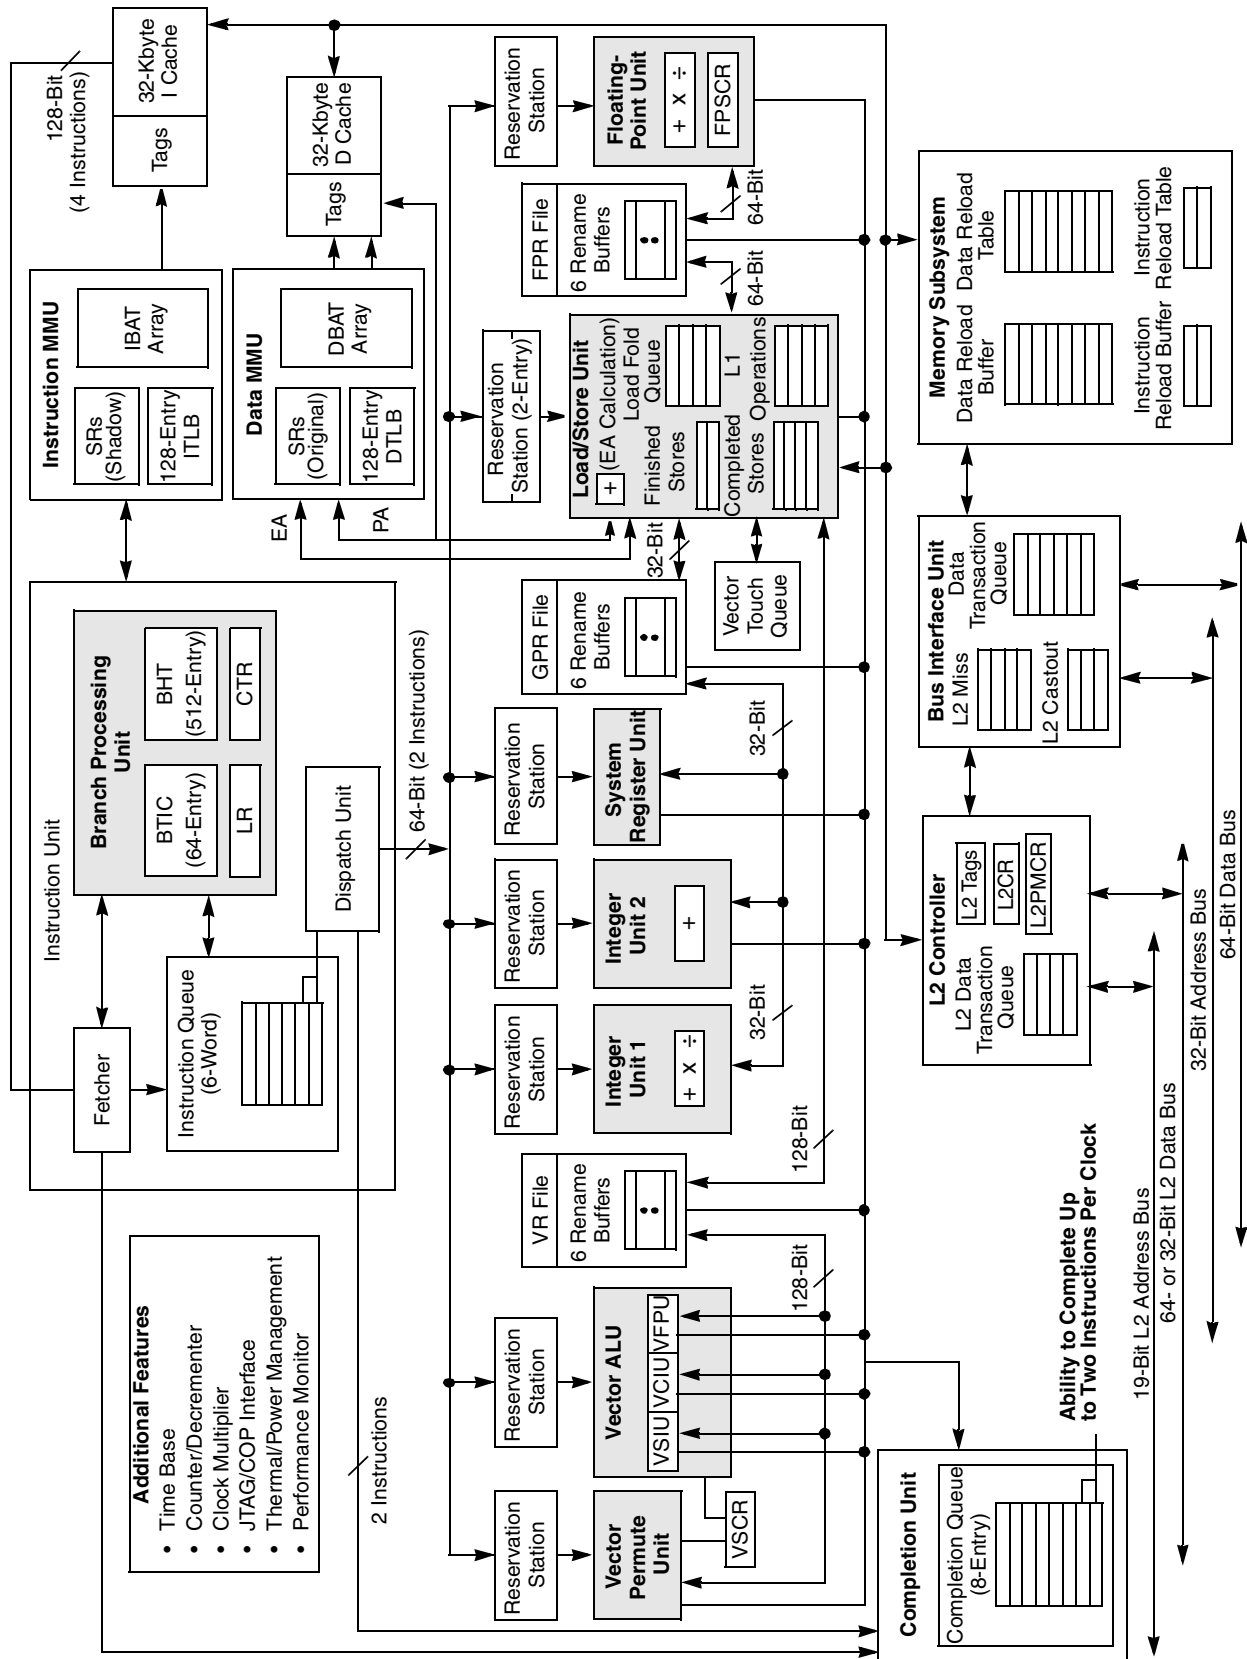 Additional Features
• Time Base
• Counter/Decrementer
• Clock Multiplier
• JTAG/COP Interface
• Thermal/Power Management
• Performance Monitor
Instruction Unit
Fetcher
Branch Processing
Unit
BTIC
(64-Entry)
BHT
(512-Entry)
LR
CTR
Instruction Queue
(6-Word)
Dispatch Unit
64-Bit (2 Instructions)
2 Instructions
128-Bit
(4 Instructions)
Instruction MMU
SRs
(Shadow)
128-Entry
ITLB
IBAT
Array
Tags
32-Kbyte
I Cache
Data MMU
SRs
(Original)
128-Entry
DTLB
DBAT
Array
Tags
32-Kbyte
D Cache
EA
PA
Reservation
Station
Reservation
Station
Reservation
Station
Reservation
Station
Reservation
Station
Reservation
Station (2-Entry)
Reservation
Station
Vector
Permute
Unit
VSCR
Vector ALU
VSIU
VCIU
VFPU
VR File
6 Rename
Buffers
128-Bit
128-Bit
Integer
Unit 1
+ x ÷
Integer
Unit 2
+
System
Register Unit
32-Bit
32-Bit
GPR File
6 Rename
Buffers
32-Bit
Vector
Touch
Queue
Load/Store Unit
+
(EA Calculation)
Load Fold
Queue
Finished
Stores
L1
Operations
Completed
Stores
FPR File
6 Rename
Buffers
64-Bit
64-Bit
Floating-
Point Unit
+ x ÷
FPSCR
Completion Unit
Completion Queue
(8-Entry)
Ability to Complete Up
to Two Instructions Per Clock
L2 Controller
L2 Data
Transaction
Queue
L2 Tags
L2CR
L2PMCR
Bus Interface Unit
L2 Miss
Data
Transaction
Queue
L2 Castout
Memory Subsystem
Data Reload
Buffer
Data Reload
Table
Instruction
Reload Buffer
Instruction
Reload Table
19-Bit L2 Address Bus
64- or 32-Bit L2 Data Bus
32-Bit Address Bus
64-Bit Data Bus